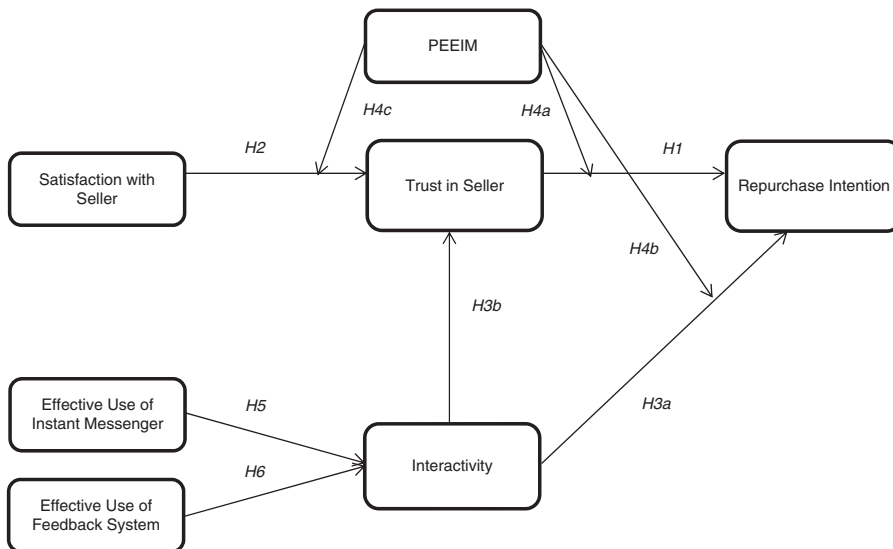 PEEIM
H4c
H4a
H2
H1
Satisfaction with
Seller
Trust in Seller
Repurchase Intention
H4b
H3b
H3a
Effective Use of
Instant Messenger
H5
Interactivity
H6
Effective Use of
Feedback System